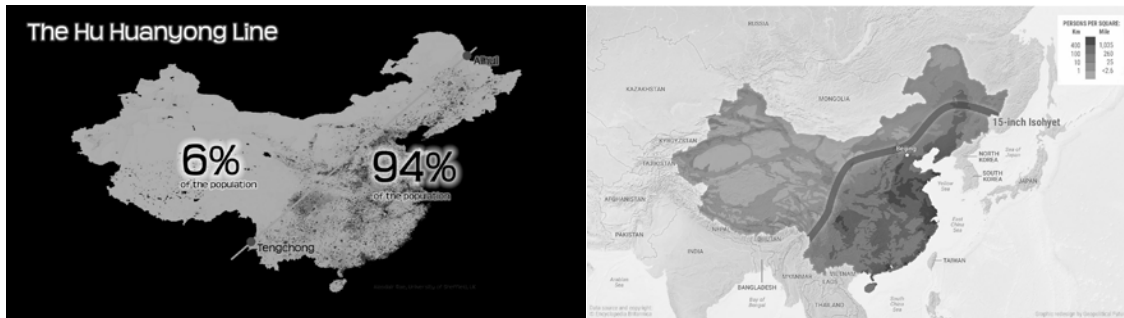 The Hu Huanyong Line
Aihui
6%
of the population
94%
of the population
Tengchong
PERSONS PER SQUARE:
Km
Mile
400
1,035
100
260
10
25
1
<2.6
RUSSIA
KAZAKHSTAN
MONGOLIA
15-inch Isohyet
KYRGYZSTAN
TAJIKISTAN
Beijing
NORTH
KOREA
Sea of
Japan
SOUTH
KOREA
JAPAN
Yellow
Sea
AFGHANISTAN
PAKISTAN
NEPAL
BHUTAN
East
China
Sea
INDIA
TAIWAN
MYANMAR
VIETNAM
LAOS
BANGLADESH
Arabian
Sea
Bay of
Bengal
THAILAND
South
China
Sea